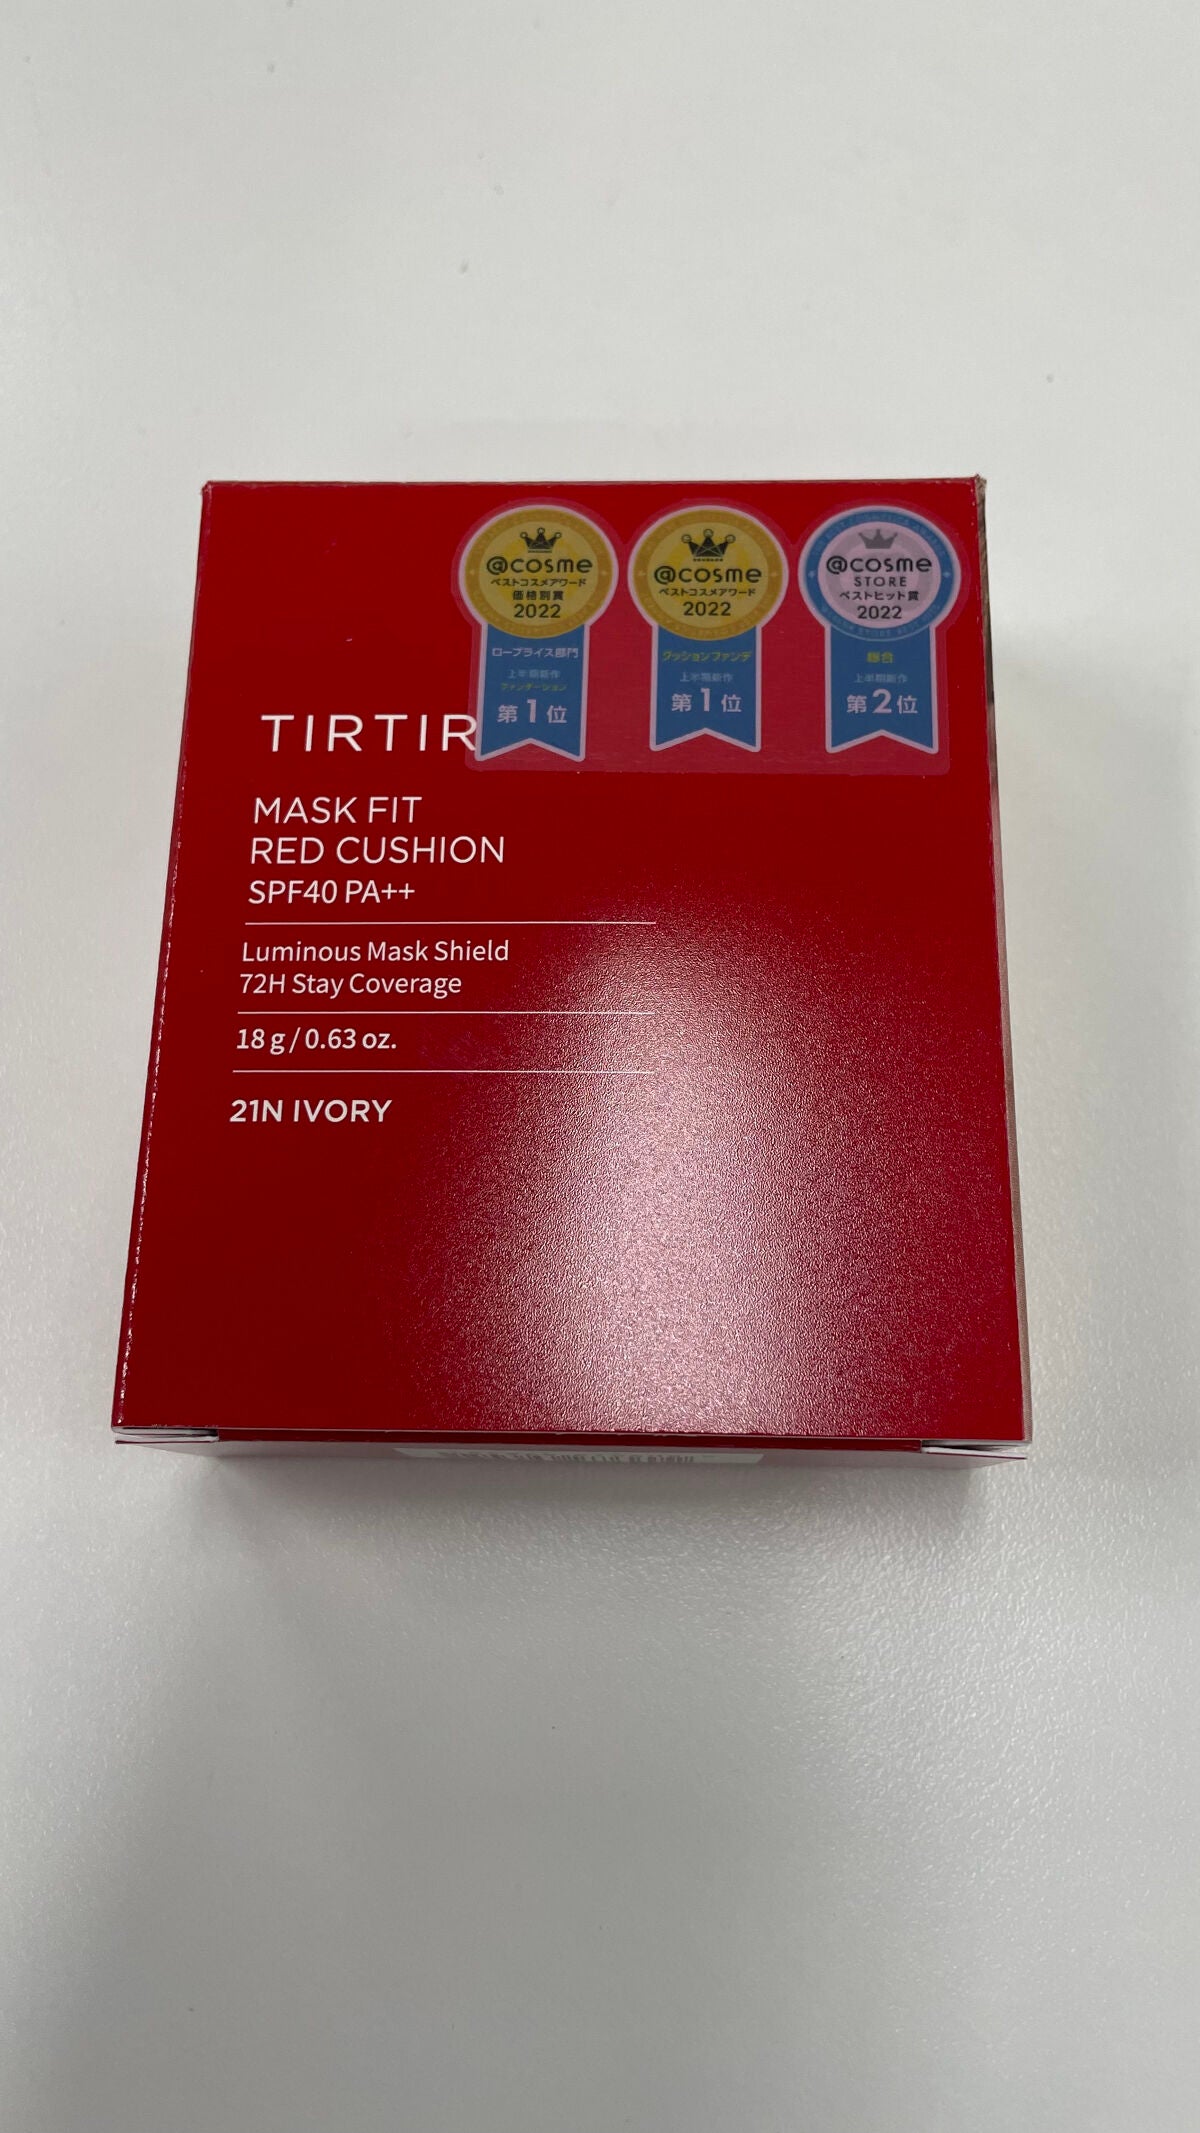 @cosme
ベストコスメアワード
価格別賞
2022
ロープライス部門
上半期新作
ファンデーション
第1位
@cosme
ベストコスメアワード
2022
クッションファンデ
上半期新作
第1位
@cosme
STORE
ベストヒット賞
2022
総合
上半期新作
第2位
TIRTIR
MASK FIT
RED CUSHION
SPF40 PA++
Luminous Mask Shield
72H Stay Coverage
18 g / 0.63 oz.
21N IVORY